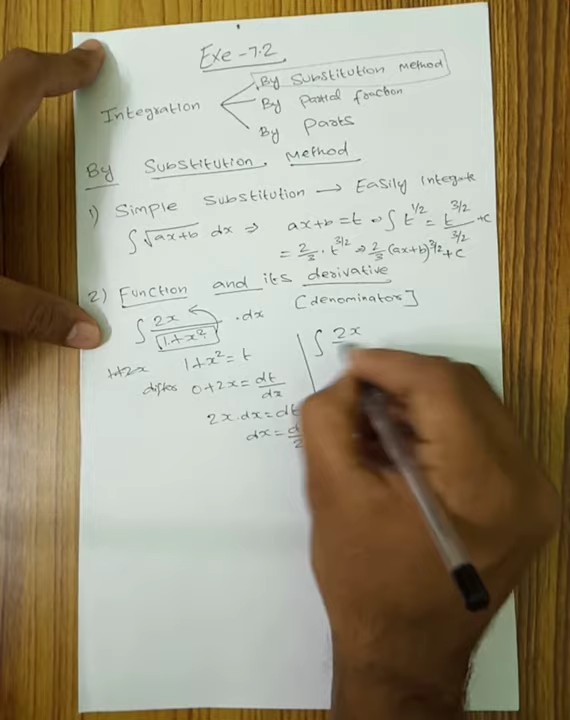 Exe-7.2
Integration
By Substitution Method
By Partial fraction
By Parts
By Substitution Method
1) Simple Substitution → Easily Integrate
∫√ax+b dx ⇒ ax+b=t ⇒ ∫t^1/2 = t^3/2 / 3/2 +c
= 2/3 . t^3/2 ⇒ 2/3 (ax+b)^3/2 +c
2) Function and its derivative
[denominator]
∫ 2x / 1+x² .dx
1+x²=t
0+2x = dt/dx
2x.dx=dt
dx=
∫ 2x